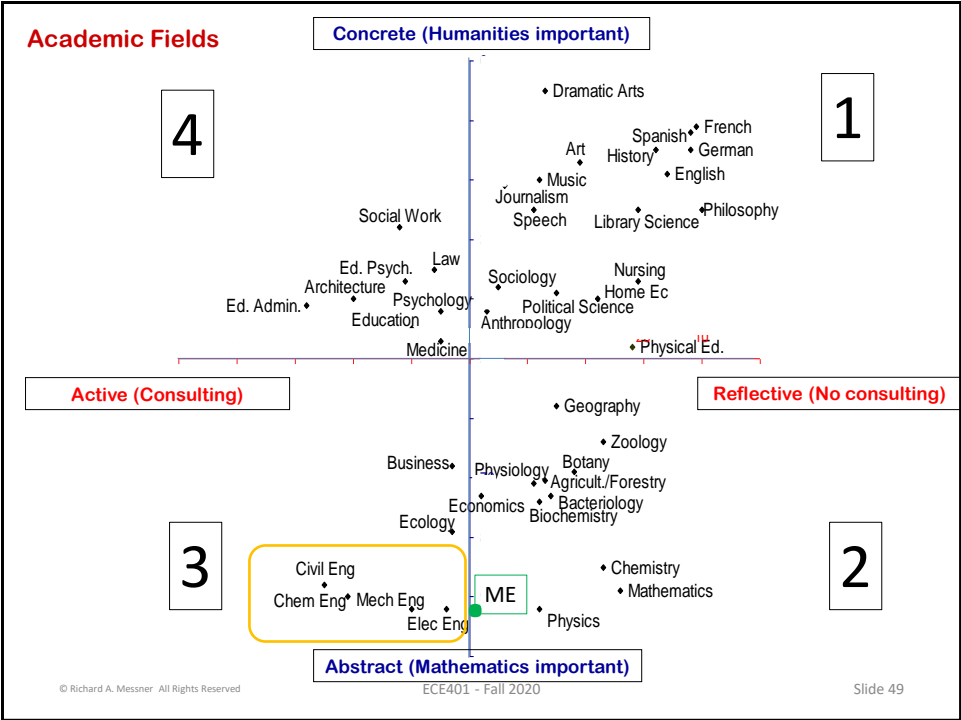 Academic Fields
Concrete (Humanities important)
4
1
Dramatic Arts
French
Spanish
German
Art
History
English
Music
Journalism
Speech
Library Science
Philosophy
Social Work
Law
Ed. Psych.
Sociology
Nursing
Architecture
Home Ec
Ed. Admin.
Psychology
Political Science
Education
Anthropology
Medicine
Physical Ed.
Active (Consulting)
Reflective (No consulting)
Geography
Zoology
Business
Physiology
Botany
Agricult./Forestry
Economics
Bacteriology
Biochemistry
Ecology
3
2
Civil Eng
Chemistry
Chem Eng
Mech Eng
ME
Mathematics
Elec Eng
Physics
Abstract (Mathematics important)
© Richard A. Messner All Rights Reserved
ECE401 - Fall 2020
Slide 49